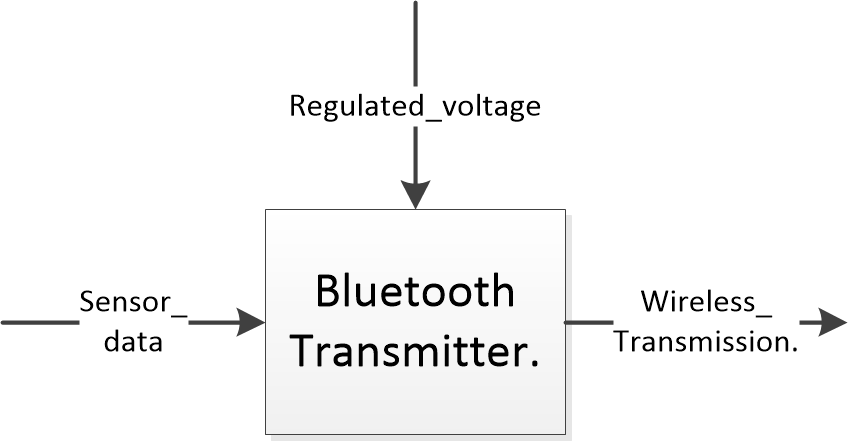 Regulated_voltage
Sensor_
data
Bluetooth
Transmitter.
Wireless_
Transmission.